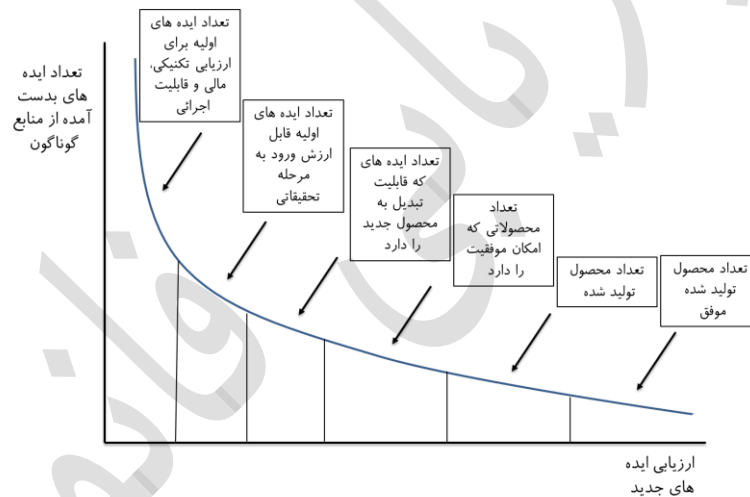 تعداد ایده های
بدست
آمده از منابع
گوناگون
تعداد ایده های
اولیه برای
ارزیابی تکنیکی،
مالی و قابلیت
اجرائی
تعداد ایده های
اولیه قابل
ارزش ورود به
مرحله
تحقیقاتی
تعداد ایده های
که قابلیت
تبدیل به
محصول جدید
را دارد
تعداد
محصولاتی که
امکان موفقیت
را دارد
تعداد محصول
تولید شده
تعداد محصول
تولید شده
موفق
ارزیابی ایده
های جدید